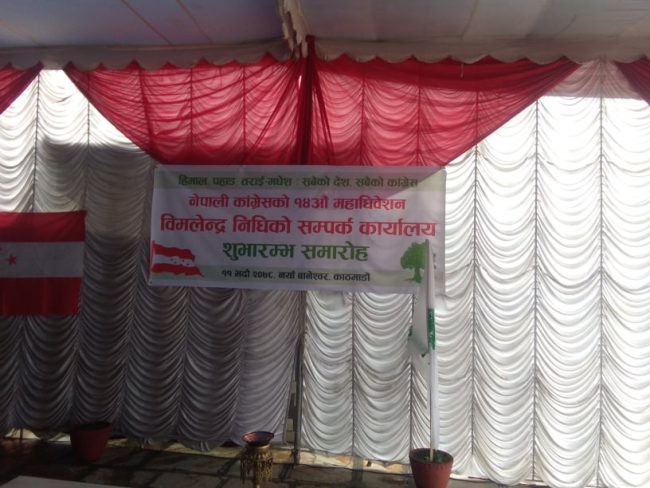 हिमाल, पहाड, तराई-मधेश : सबैको देश, सबैको कांग्रेस
नेपाली कांग्रेसको १४औं महाधिवेशन
विमलेन्द्र निधिको सम्पर्क कार्यालय
शुभारम्भ समारोह
११ भदौ २०७८, नयाँ बानेश्वर, काठमाडौं